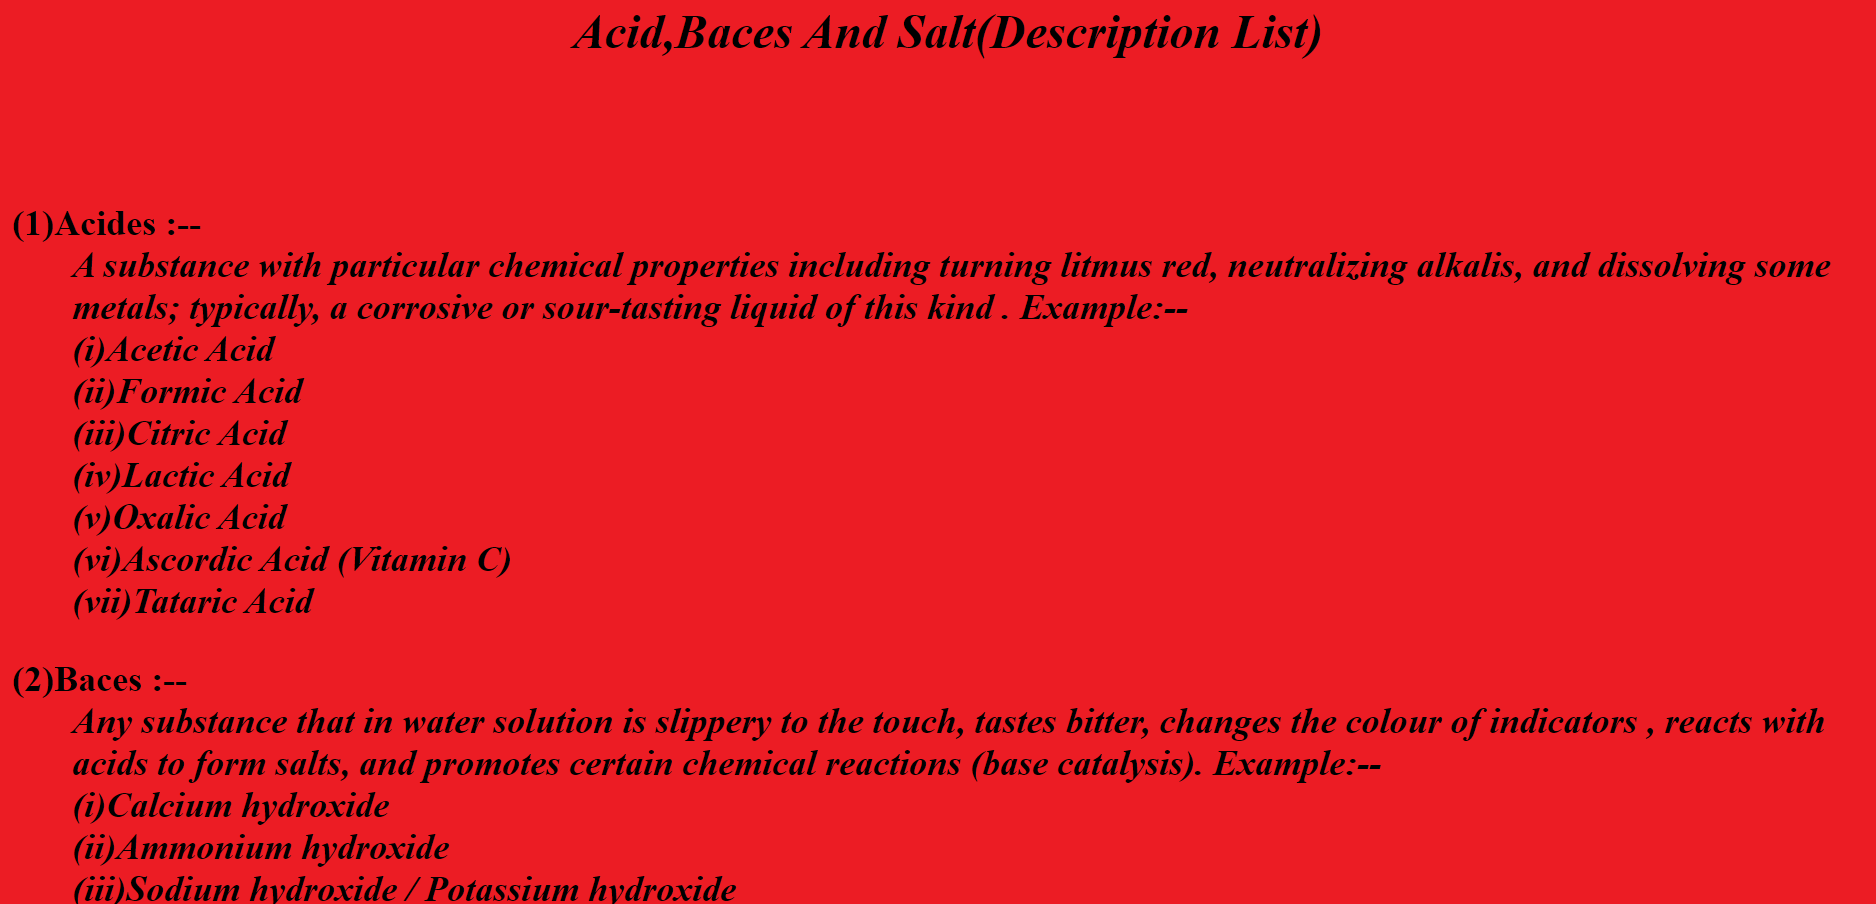 Acid,Baces And Salt(Description List)
(1)Acides :--
A substance with particular chemical properties including turning litmus red, neutralizing alkalis, and dissolving some
metals; typically, a corrosive or sour-tasting liquid of this kind . Example:--
(i)Acetic Acid
(ii)Formic Acid
(iii)Citric Acid
(iv)Lactic Acid
(v)Oxalic Acid
(vi)Ascordic Acid (Vitamin C)
(vii)Tataric Acid
(2)Baces :--
Any substance that in water solution is slippery to the touch, tastes bitter, changes the colour of indicators , reacts with
acids to form salts, and promotes certain chemical reactions (base catalysis). Example:--
(i)Calcium hydroxide
(ii)Ammonium hydroxide
(iii)Sodium hydroxide / Potassium hydroxide